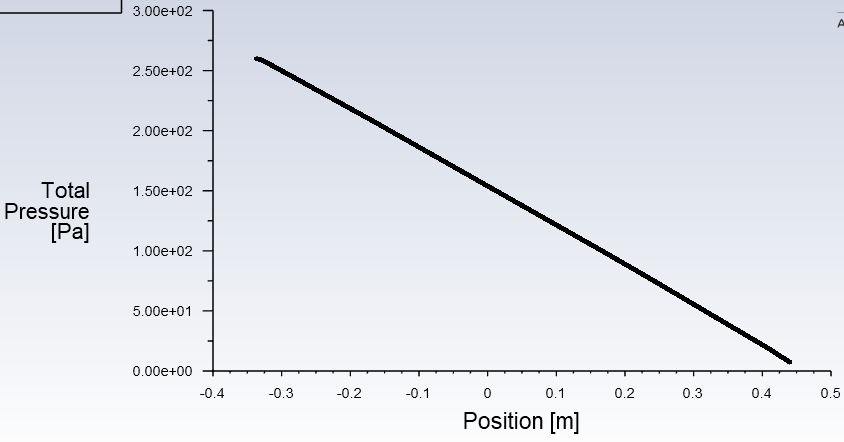 3.00e+02
2.50e+02
2.00e+02
1.50e+02
1.00e+02
5.00e+01
0.00e+00
Total
Pressure
[Pa]
-0.4 -0.3 -0.2 -0.1 0 0.1 0.2 0.3 0.4 0.5
Position [m]
A